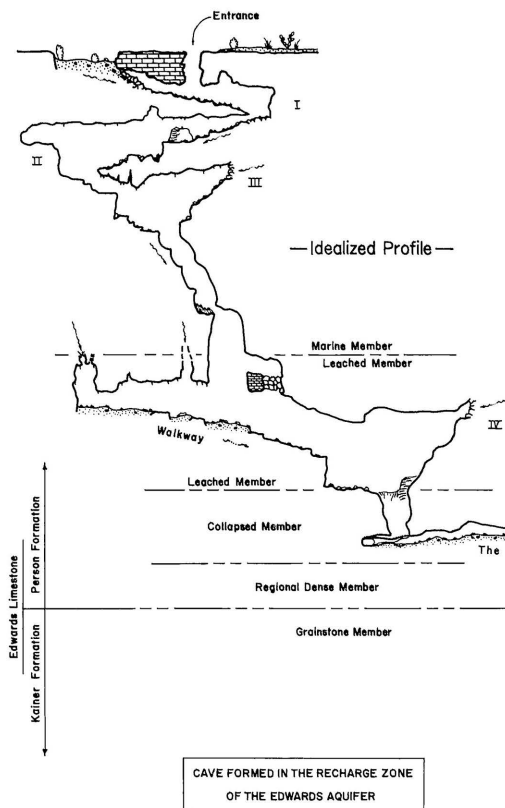 Entrance
I
II
III
—Idealized Profile—
Marine Member
Leached Member
IV
Walkway
Leached Member
Collapsed Member
The
Regional Dense Member
Grainstone Member
Edwards Limestone
Person Formation
Kainer Formation
CAVE FORMED IN THE RECHARGE ZONE
OF THE EDWARDS AQUIFER